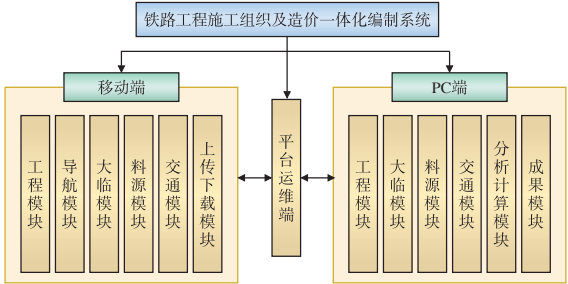 铁路工程施工组织及造价一体化编制系统
移动端
PC端
工程模块
导航模块
大临模块
料源模块
交通模块
上传下载模块
平台运维端
工程模块
大临模块
料源模块
交通模块
分析计算模块
成果模块